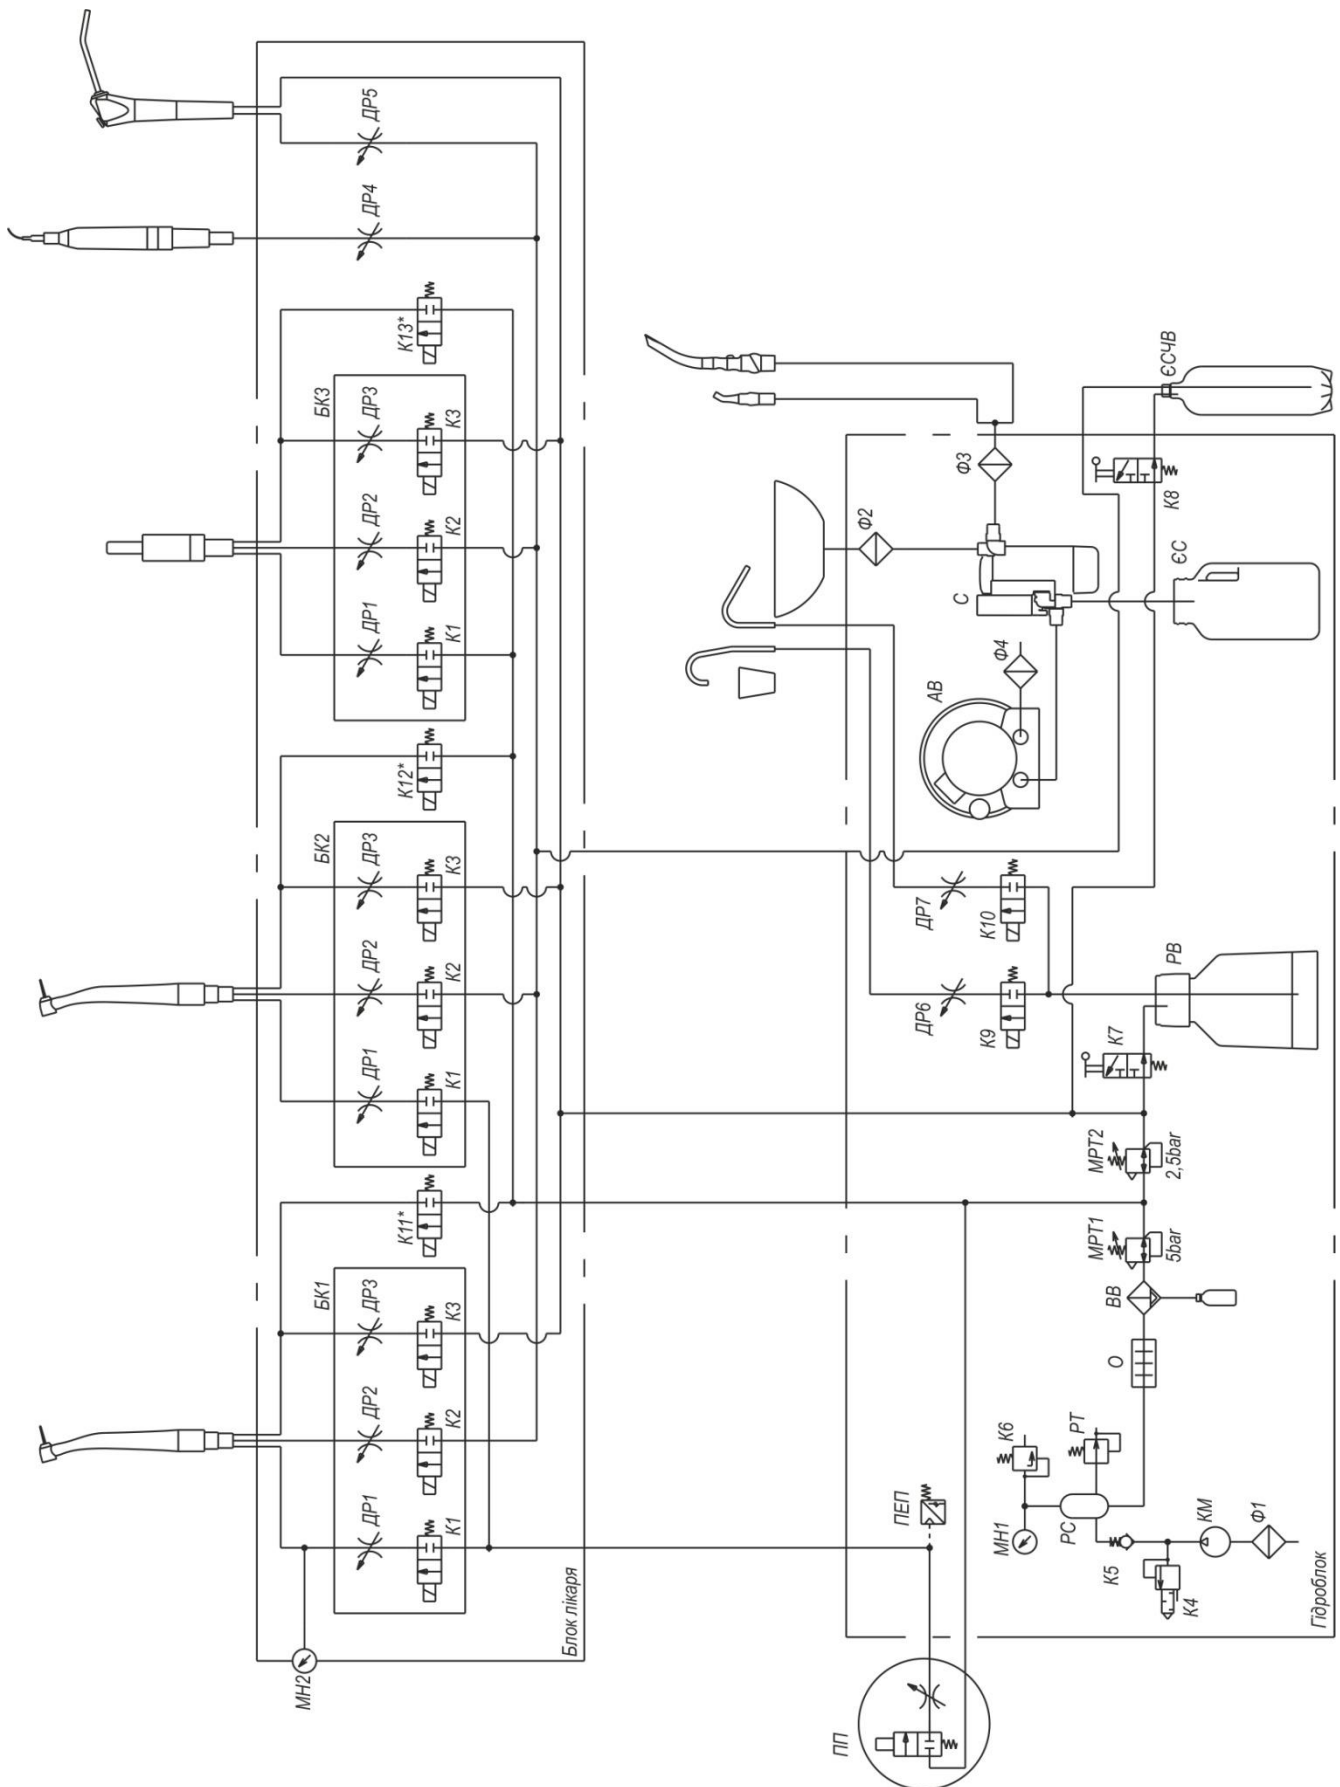 МН2
БК1
БК2
БК3
ДР1
ДР2
ДР3
ДР1
ДР2
ДР3
ДР1
ДР2
ДР3
ДР4
ДР5
К11*
К12*
К13*
К1
К2
К3
К1
К2
К3
К1
К2
К3
Блок лікаря
ПП
Ф2
ПЕП
ДР6
ДР7
АВ
С
Ф3
К9
К10
МН1
К6
Ф4
РС
РТ
МРТ1
МРТ2
К5
О
ВВ
К7
5bar
2,5bar
РВ
ЄС
К8
ЄСЧВ
К4
КМ
Ф1
Гідроблок